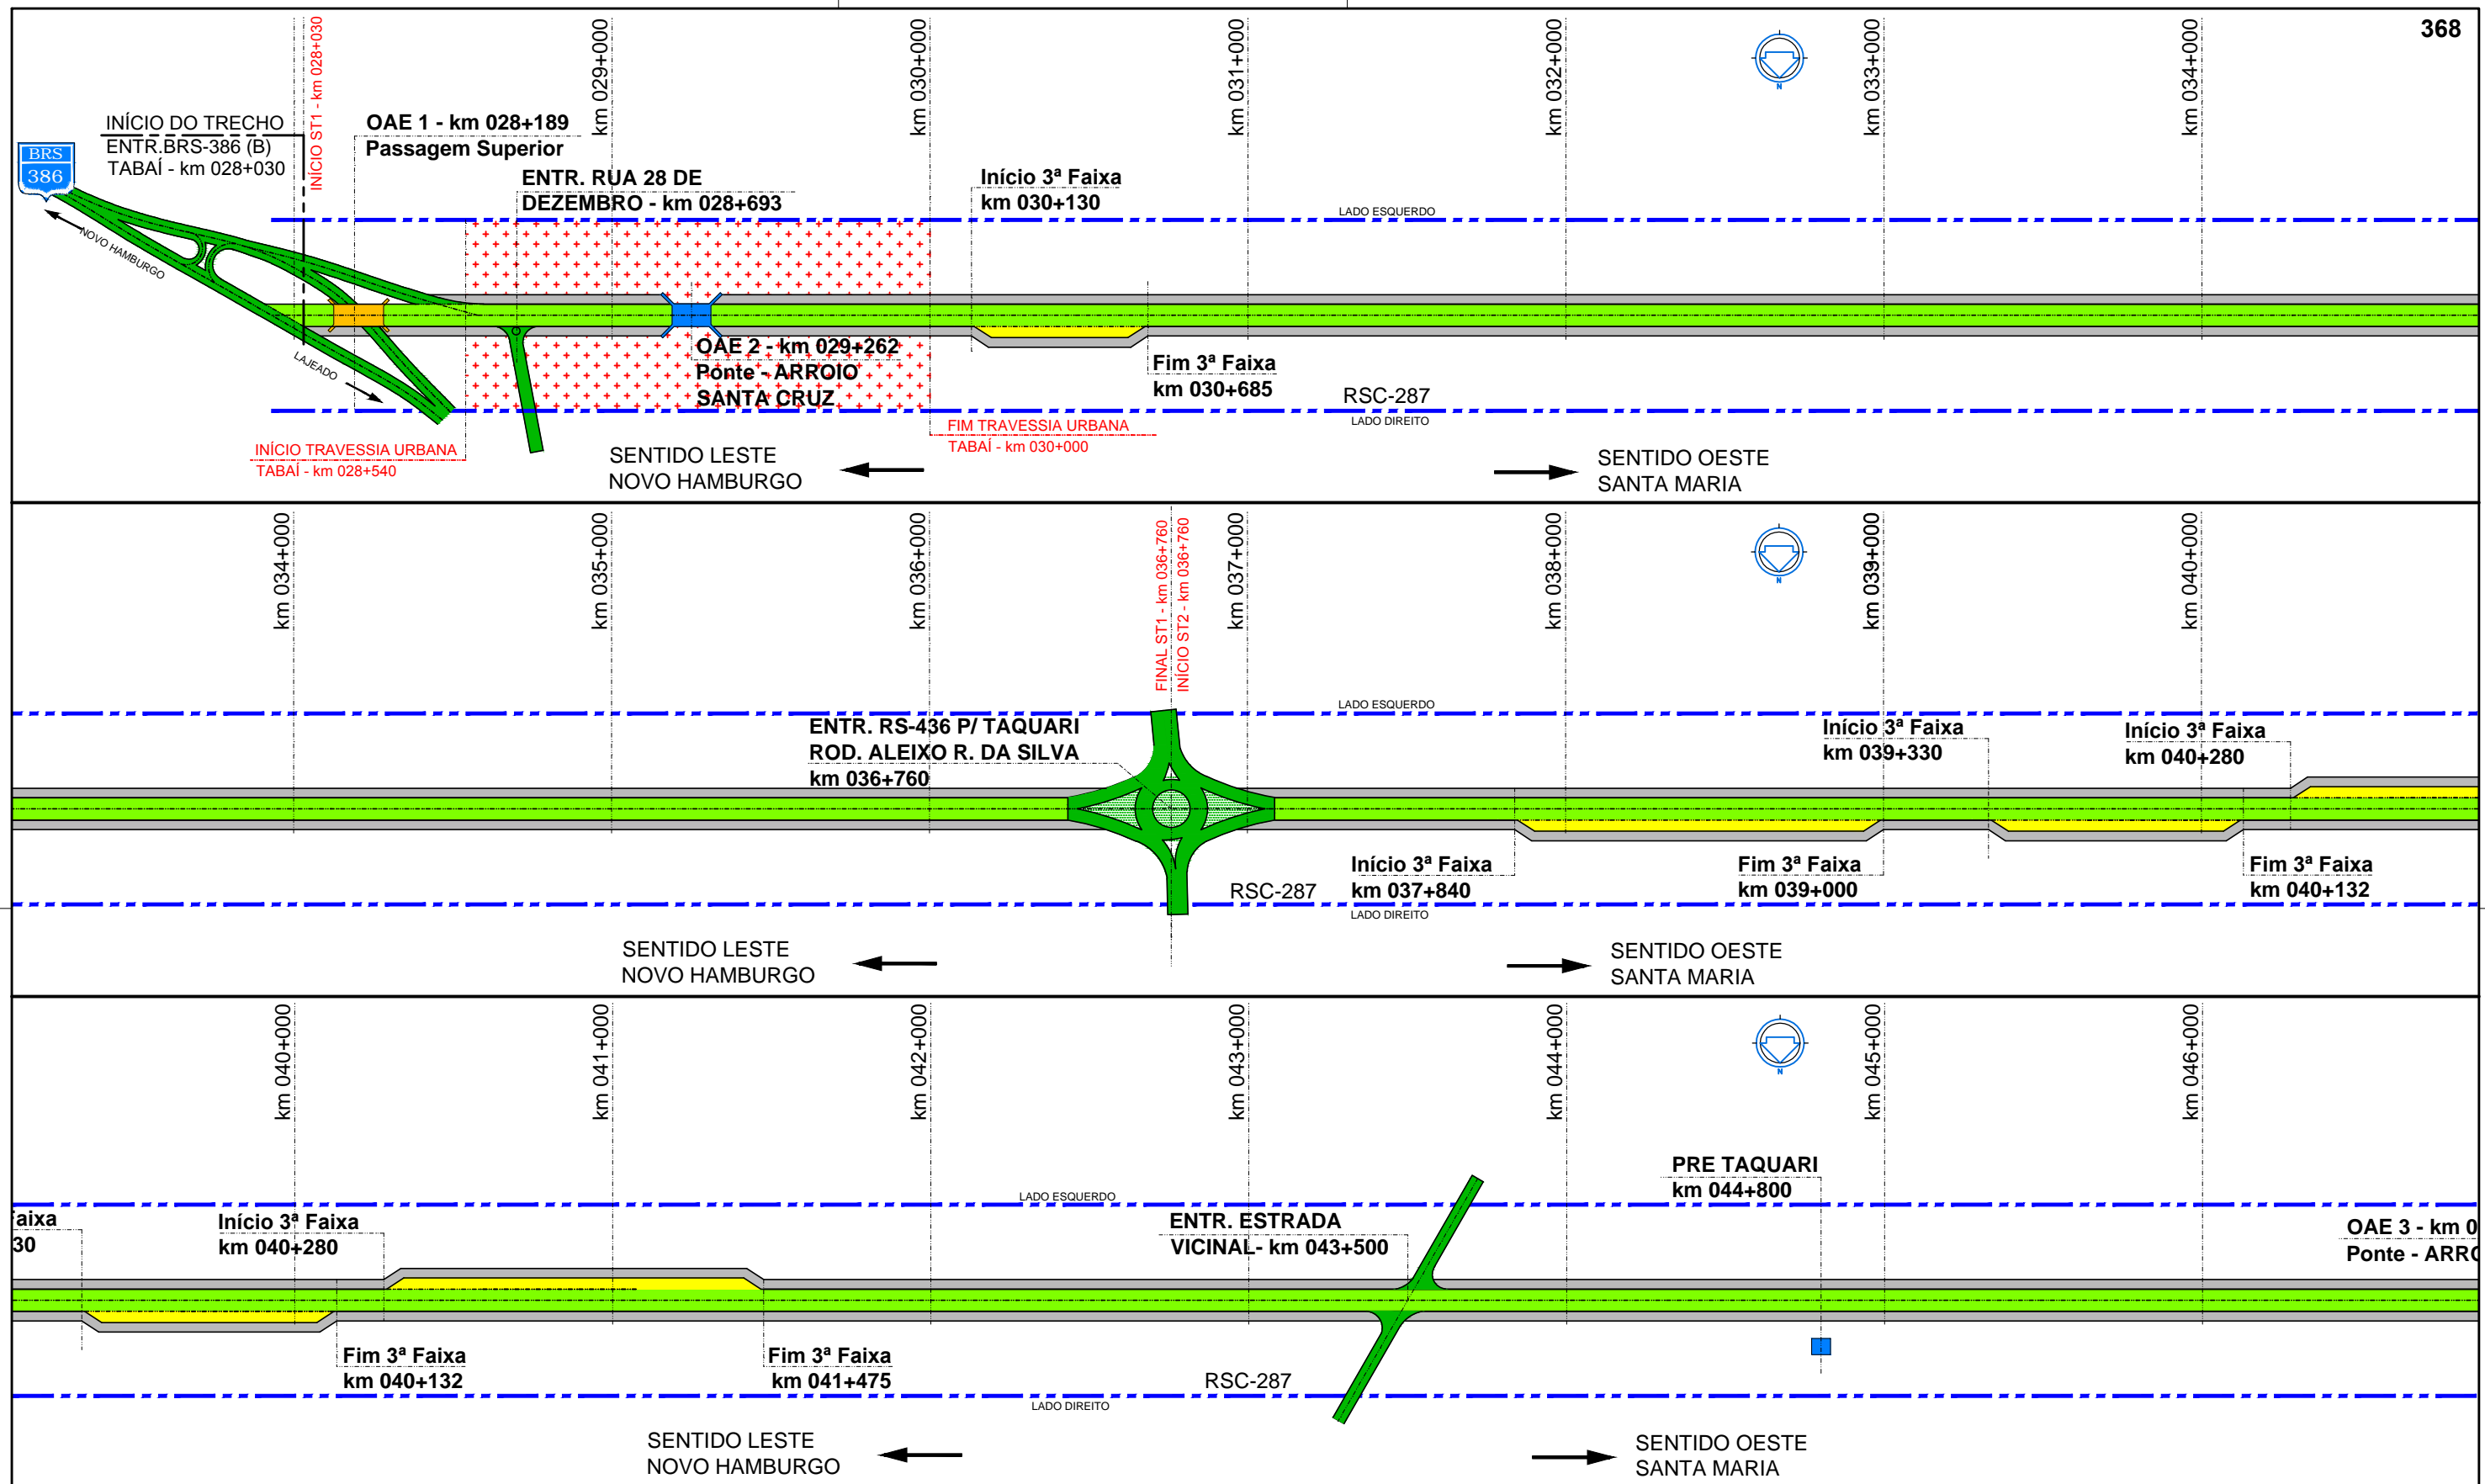 368
INÍCIO ST1 - km 028+030
km 029+000
km 030+000
km 031+000
km 032+000
km 033+000
km 034+000
N
INÍCIO DO TRECHO
ENTR.BRS-386 (B)
TABAÍ - km 028+030
BRS
386
OAE 1 - km 028+189
Passagem Superior
ENTR. RUA 28 DE
DEZEMBRO - km 028+693
Início 3ª Faixa
km 030+130
LADO ESQUERDO
NOVO HAMBURGO
LAJEADO
OAE 2 - km 029+262
Ponte - ARROIO
SANTA CRUZ
Fim 3ª Faixa
km 030+685
RSC-287
LADO DIREITO
INÍCIO TRAVESSIA URBANA
TABAÍ - km 028+540
FIM TRAVESSIA URBANA
TABAÍ - km 030+000
SENTIDO LESTE
NOVO HAMBURGO
SENTIDO OESTE
SANTA MARIA
km 034+000
km 035+000
km 036+000
FINAL ST1 - km 036+760
INÍCIO ST2 - km 036+760
km 037+000
km 038+000
km 039+000
km 040+000
N
LADO ESQUERDO
ENTR. RS-436 P/ TAQUARI
ROD. ALEIXO R. DA SILVA
km 036+760
Início 3ª Faixa
km 039+330
Início 3ª Faixa
km 040+280
Início 3ª Faixa
km 037+840
Fim 3ª Faixa
km 039+000
Fim 3ª Faixa
km 040+132
RSC-287
LADO DIREITO
SENTIDO LESTE
NOVO HAMBURGO
SENTIDO OESTE
SANTA MARIA
km 040+000
km 041+000
km 042+000
km 043+000
km 044+000
km 045+000
km 046+000
N
PRE TAQUARI
km 044+800
LADO ESQUERDO
aixa
30
Início 3ª Faixa
km 040+280
ENTR. ESTRADA
VICINAL- km 043+500
OAE 3 - km 0
Ponte - ARRO
Fim 3ª Faixa
km 040+132
Fim 3ª Faixa
km 041+475
RSC-287
LADO DIREITO
SENTIDO LESTE
NOVO HAMBURGO
SENTIDO OESTE
SANTA MARIA